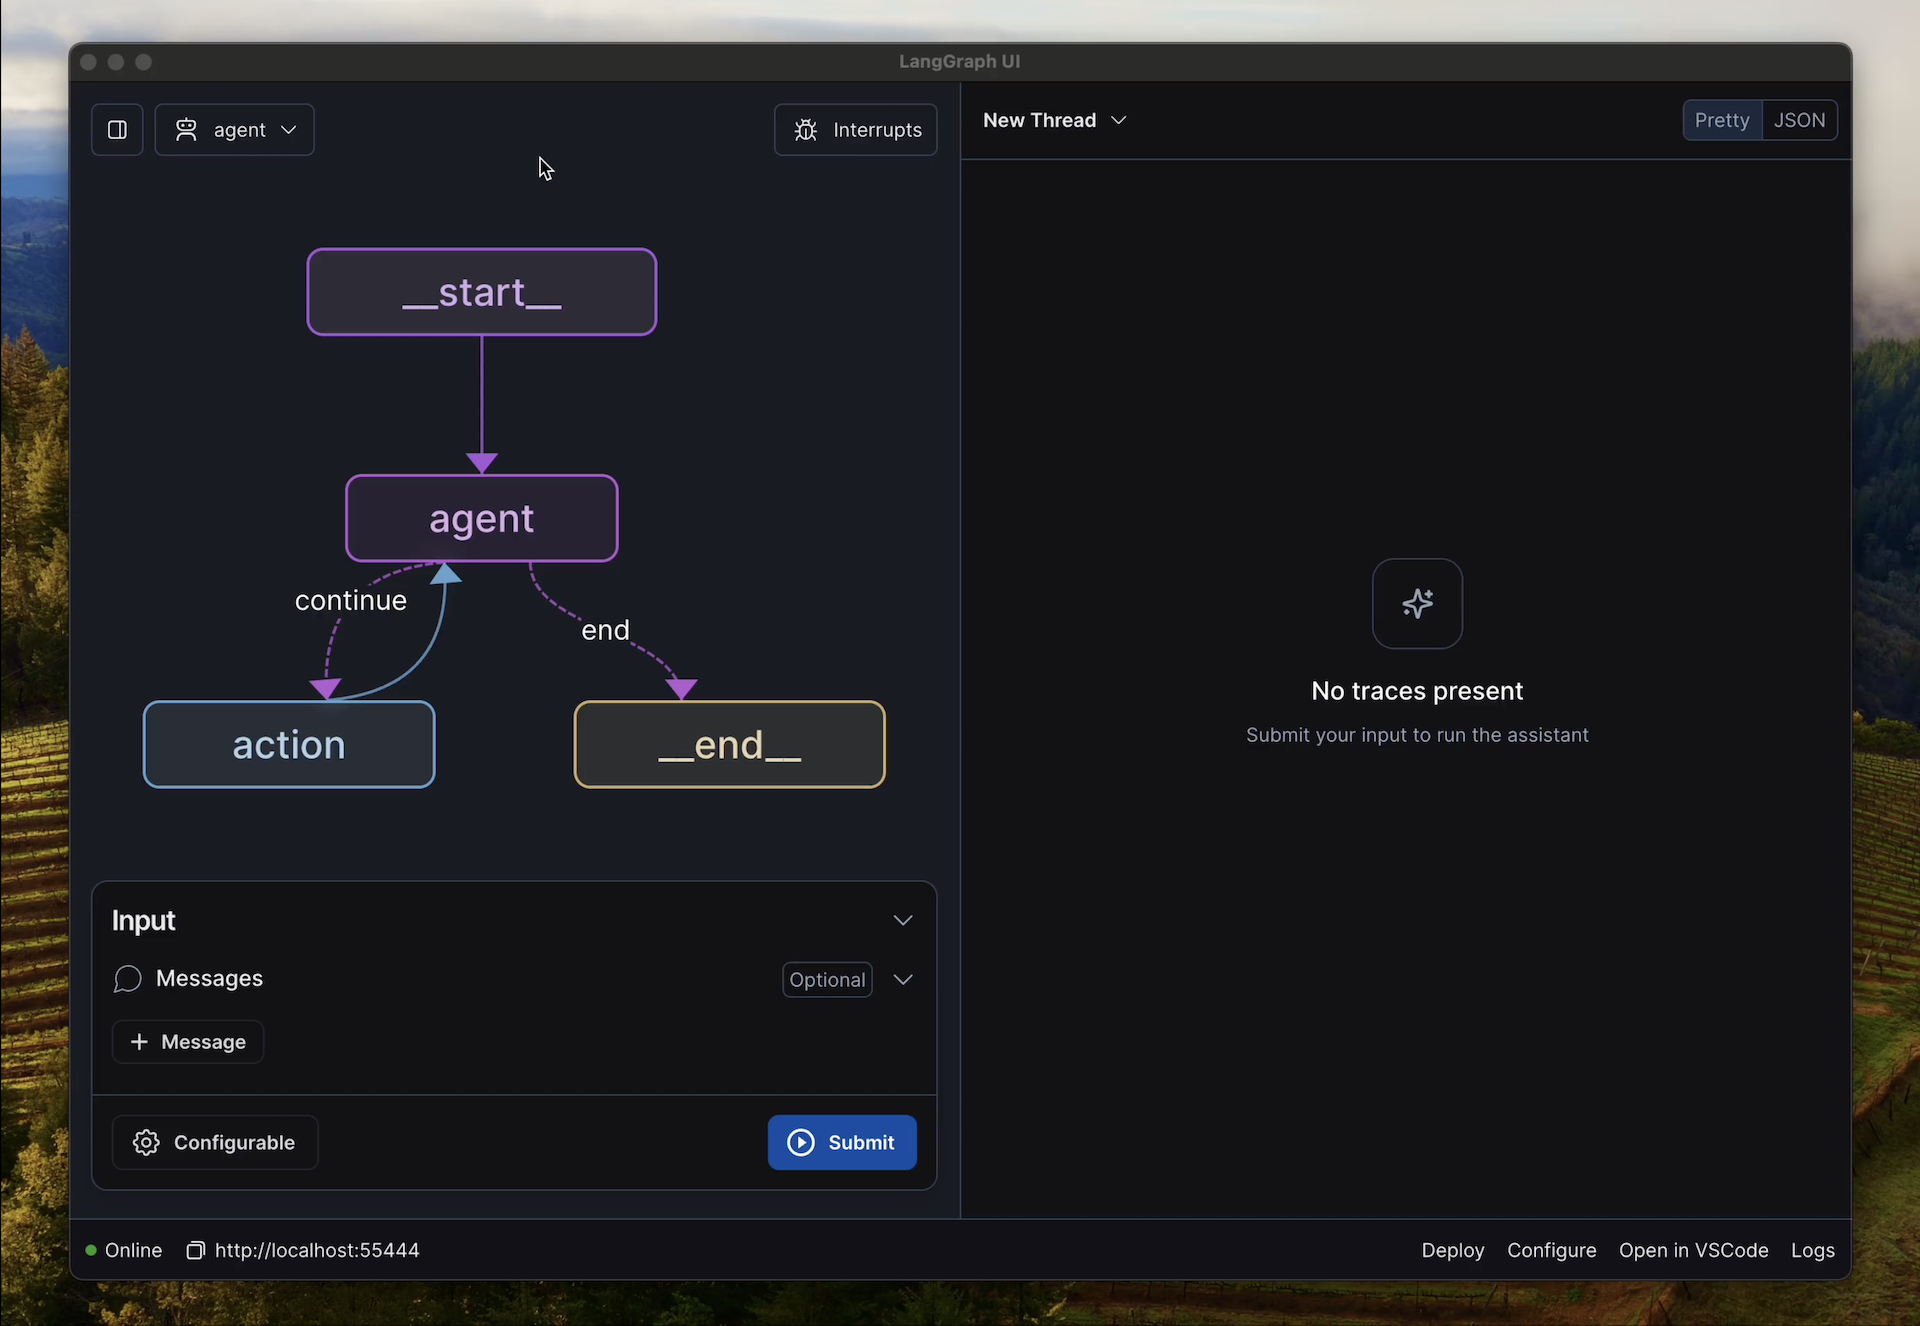 LangGraph UI
agent
Interrupts
New Thread
Pretty
JSON
__start__
agent
continue
end
action
__end__
No traces present
Submit your input to run the assistant
Input
Messages
Optional
+ Message
Configurable
Submit
Online
http://localhost:55444
Deploy
Configure
Open in VSCode
Logs